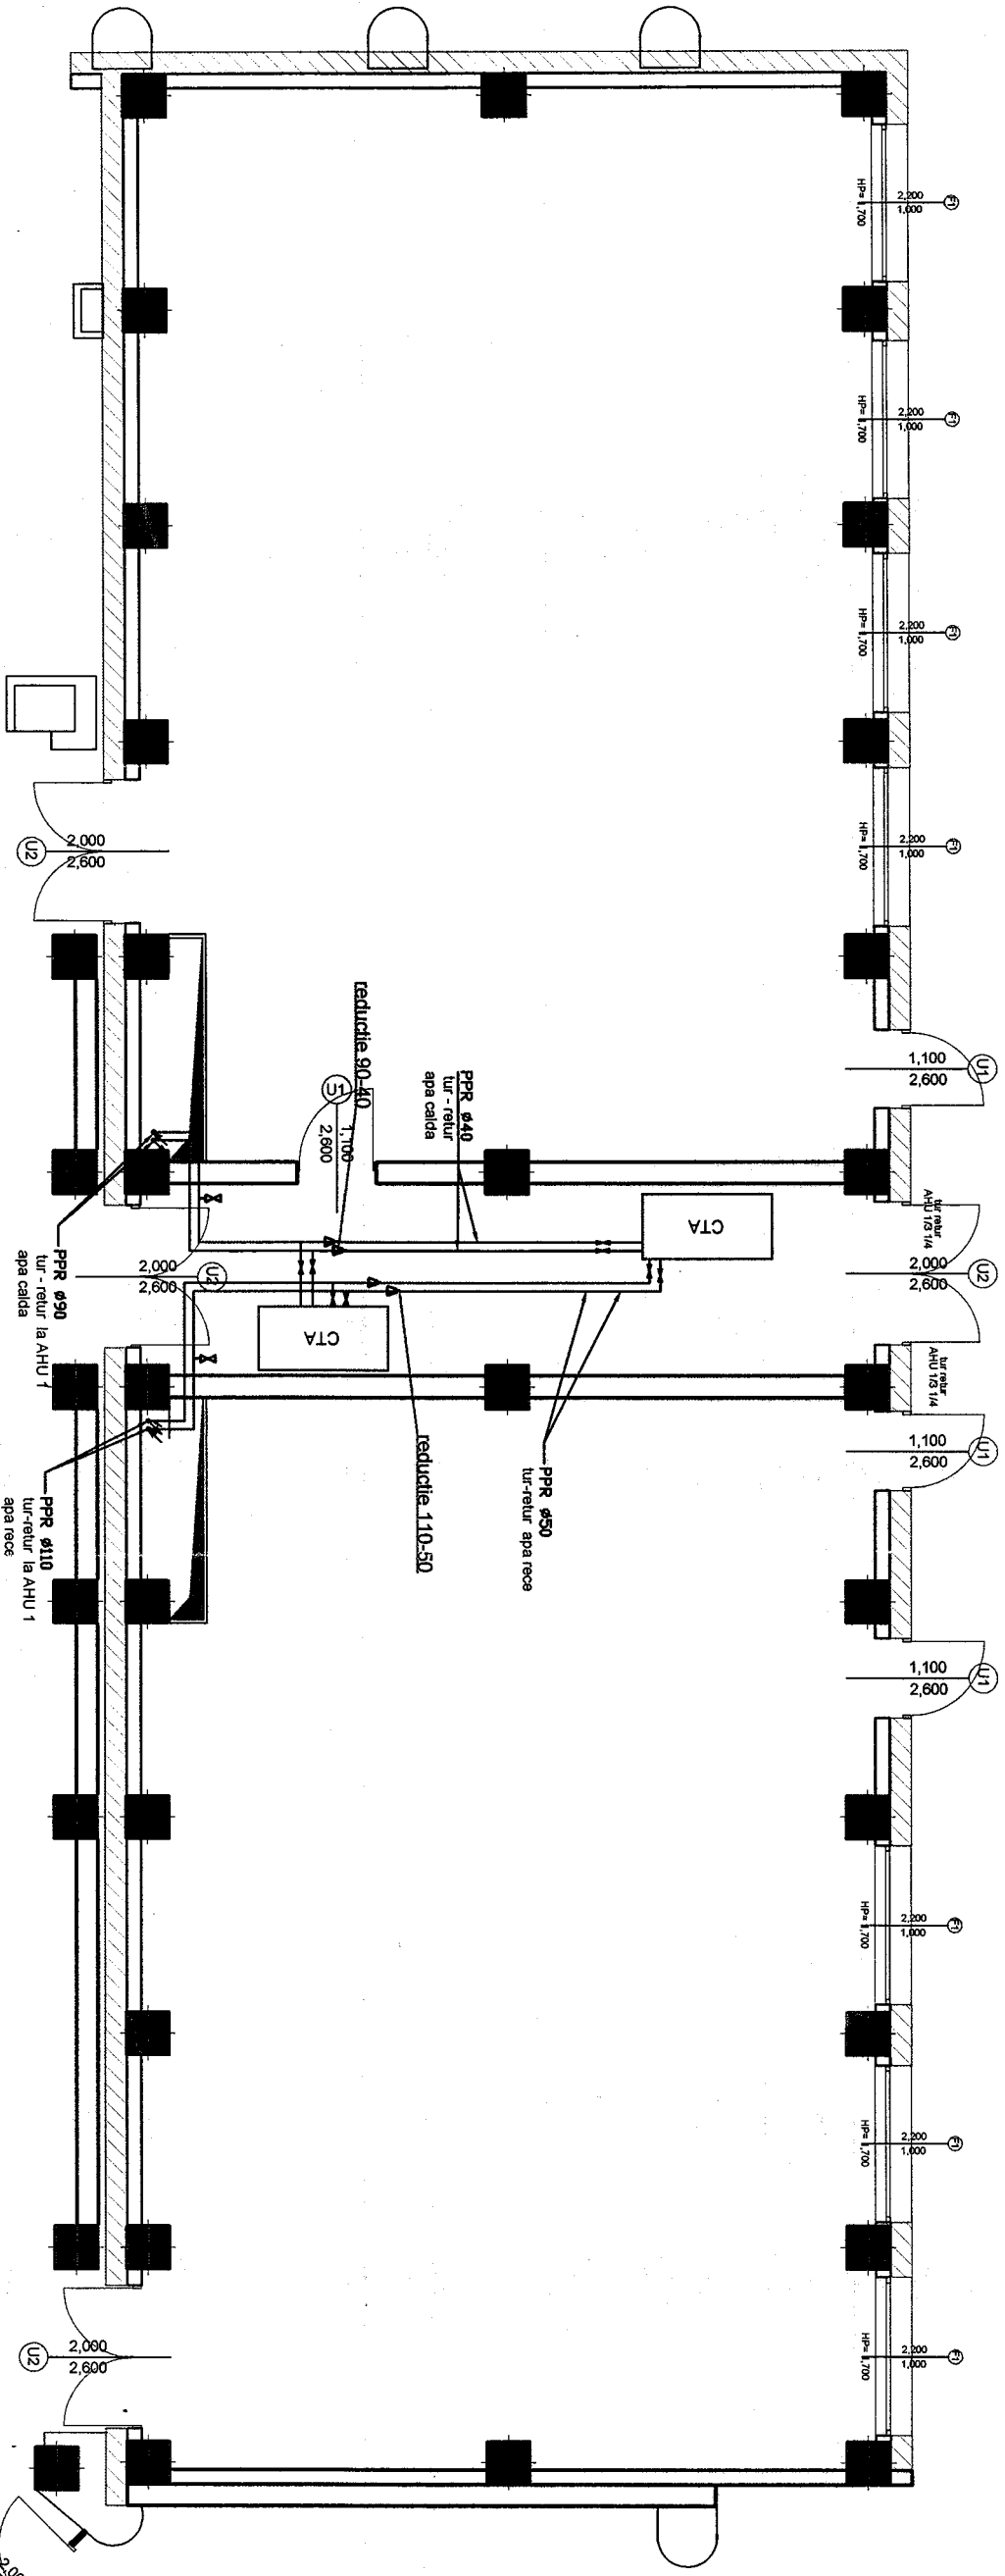 F1
2,200
1,000
HP= 1,700
F1
2,200
1,000
HP= 1,700
F1
2,200
1,000
HP= 1,700
F1
2,200
1,000
HP= 1,700
U2
2,000
2,600
reductie 90-40
U1
1,100
2,600
U1
1,100
2,600
PPR ø40
tur - retur
apa calda
CTA
tur retur
AHU 1/3 1/4
U2
2,000
2,600
U2
2,000
2,600
PPR ø90
tur - retur la AHU 1
apa calda
CTA
tur retur
AHU 1/3 1/4
U1
1,100
2,600
reductie 110-50
PPR ø50
tur-retur apa rece
PPR ø110
tur-retur la AHU 1
apa rece
U1
1,100
2,600
F1
2,200
1,000
HP= 1,700
F1
2,200
1,000
HP= 1,700
F1
2,200
1,000
HP= 1,700
U2
2,000
2,600